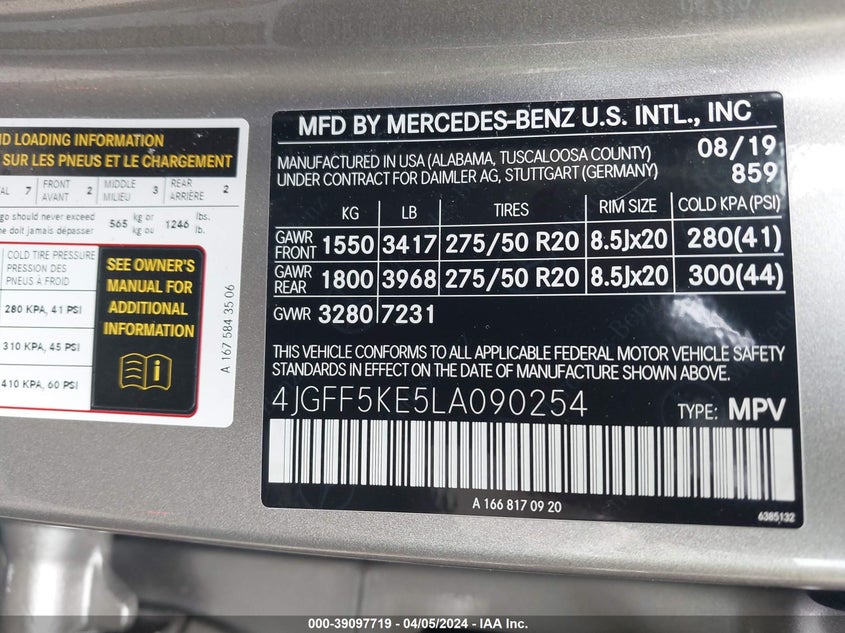 ND LOADING INFORMATION
SUR LES PNEUS ET LE CHARGEMENT
AL 7 FRONT AVANT 2 MIDDLE MILIEU 3 REAR ARRIÈRE 2
go should never exceed 565 kg or 1246 lbs.
ne doit jamais dépasser kg ou lb.
COLD TIRE PRESSURE
PRESSION DES
PNEUS À FROID
280 KPA, 41 PSI
310 KPA, 45 PSI
410 KPA, 60 PSI
SEE OWNER'S
MANUAL FOR
ADDITIONAL
INFORMATION
A 167 584 35 06
MFD BY MERCEDES-BENZ U.S. INTL., INC
MANUFACTURED IN USA (ALABAMA, TUSCALOOSA COUNTY) 08/19
UNDER CONTRACT FOR DAIMLER AG, STUTTGART (GERMANY) 859
KG LB TIRES RIM SIZE COLD KPA (PSI)
GAWR FRONT 1550 3417 275/50 R20 8.5Jx20 280(41)
GAWR REAR 1800 3968 275/50 R20 8.5Jx20 300(44)
GVWR 3280 7231
THIS VEHICLE CONFORMS TO ALL APPLICABLE FEDERAL MOTOR VEHICLE SAFETY
STANDARDS IN EFFECT ON THE DATE OF MANUFACTURE SHOWN ABOVE.
4JGFF5KE5LA090254 TYPE: MPV
A 166 817 09 20
6385132
000-39097719 - 04/05/2024 - IAA Inc.